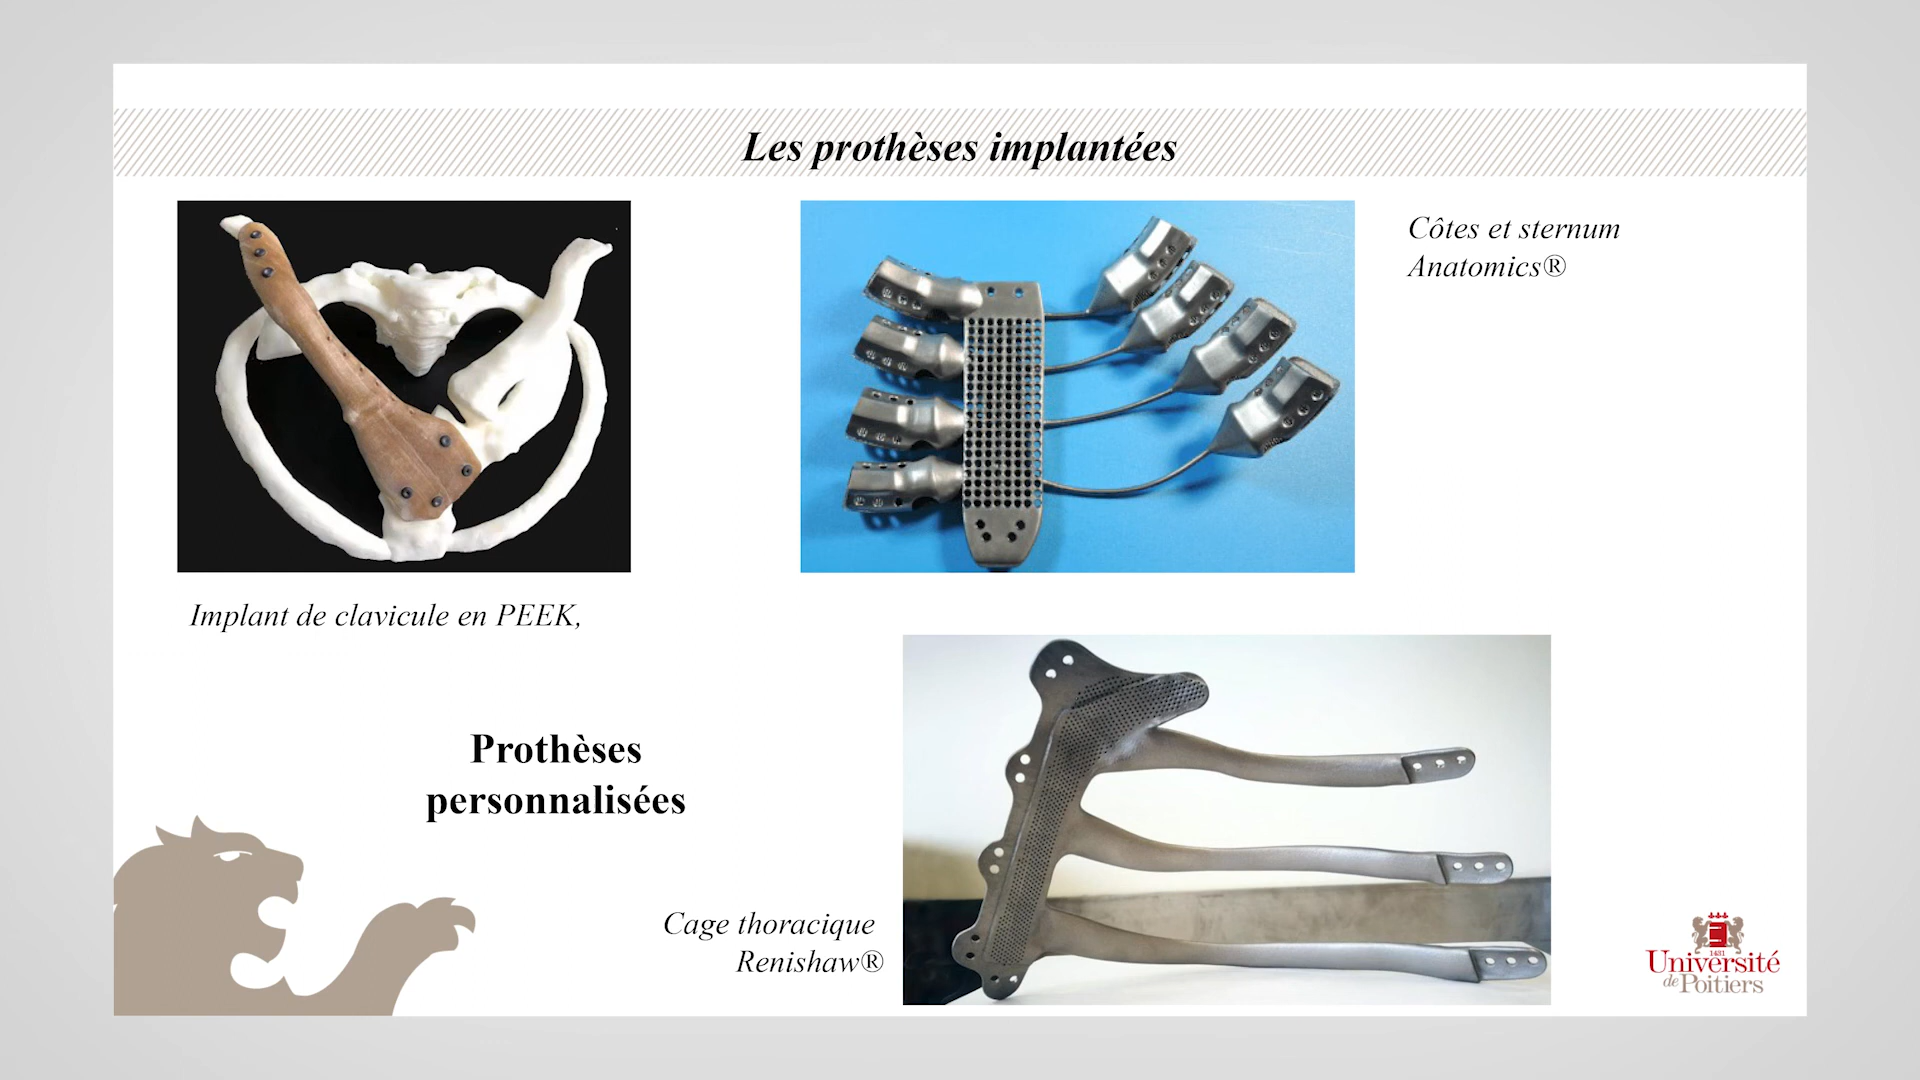 Les prothèses implantées
Côtes et sternum
Anatomics®
Implant de clavicule en PEEK,
Prothèses
personnalisées
Cage thoracique
Renishaw®
1431
Université
de Poitiers